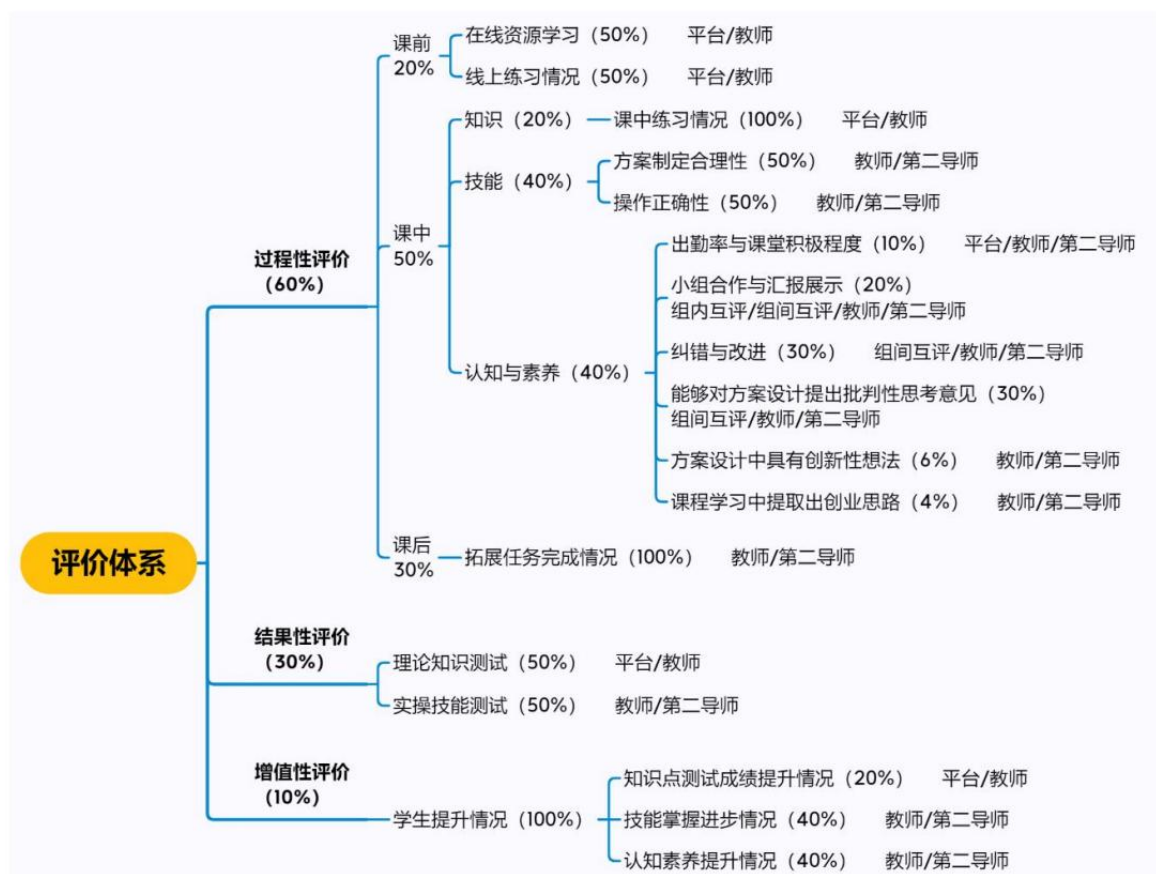 评价体系
过程性评价
(60%)
课前
20%
在线资源学习（50%） 平台/教师
线上练习情况（50%） 平台/教师
课中
50%
知识（20%）
课中练习情况（100%） 平台/教师
技能（40%）
方案制定合理性（50%） 教师/第二导师
操作正确性（50%） 教师/第二导师
认知与素养（40%）
出勤率与课堂积极程度（10%） 平台/教师/第二导师
小组合作与汇报展示（20%）
组内互评/组间互评/教师/第二导师
纠错与改进（30%） 组间互评/教师/第二导师
能够对方案设计提出批判性思考意见（30%）
组间互评/教师/第二导师
方案设计中具有创新性想法（6%） 教师/第二导师
课程学习中提取出创业思路（4%） 教师/第二导师
课后
30%
拓展任务完成情况（100%） 教师/第二导师
结果性评价
(30%)
理论知识测试（50%） 平台/教师
实操技能测试（50%） 教师/第二导师
增值性评价
(10%)
学生提升情况（100%）
知识点测试成绩提升情况（20%） 平台/教师
技能掌握进步情况（40%） 教师/第二导师
认知素养提升情况（40%） 教师/第二导师